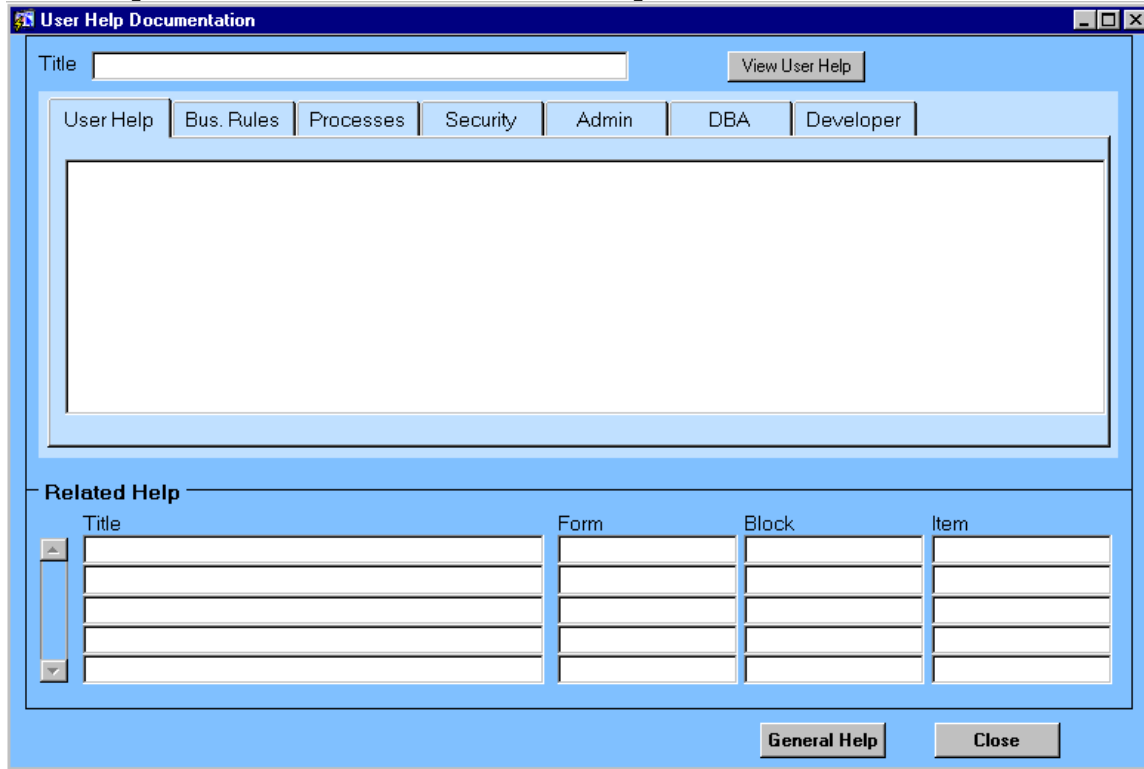 User Help Documentation
Title View User Help
User Help Bus. Rules Processes Security Admin DBA Developer
Related Help
Title Form Block Item
General Help Close